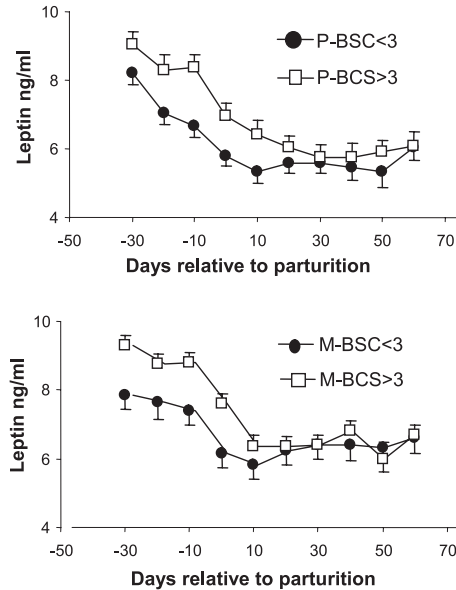 10
P-BSC<3
P-BCS>3
8
Leptin ng/ml
6
4
-50 -30 -10 10 30 50 70
Days relative to parturition
10
M-BSC<3
M-BCS>3
8
Leptin ng/ml
6
4
-50 -30 -10 10 30 50 70
Days relative to parturition